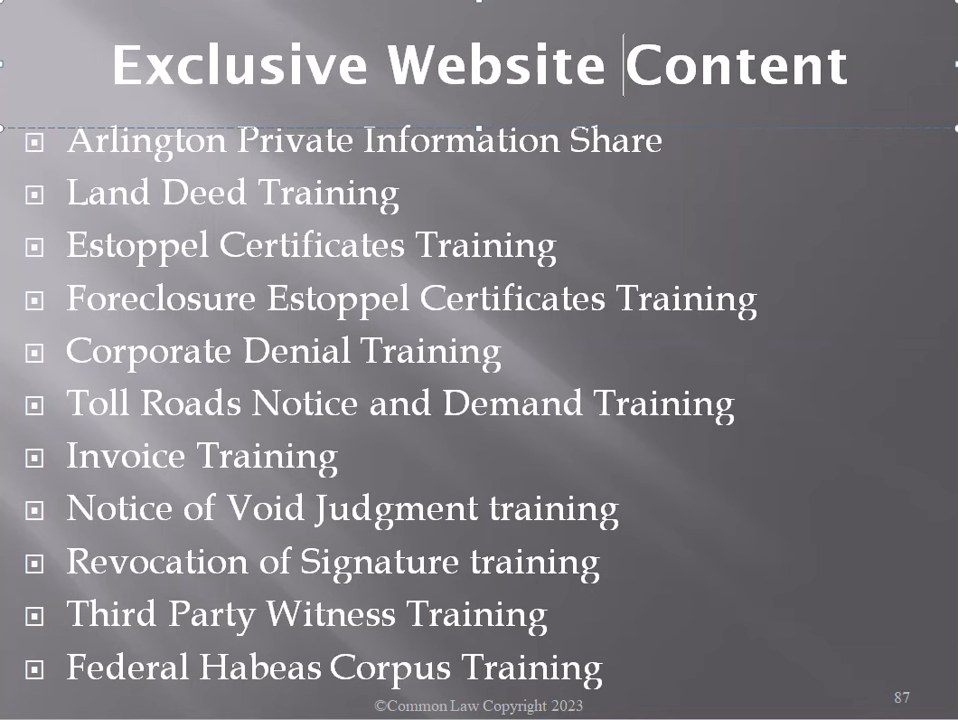 Exclusive Website Content
Arlington Private Information Share
Land Deed Training
Estoppel Certificates Training
Foreclosure Estoppel Certificates Training
Corporate Denial Training
Toll Roads Notice and Demand Training
Invoice Training
Notice of Void Judgment training
Revocation of Signature training
Third Party Witness Training
Federal Habeas Corpus Training
©Common Law Copyright 2023
87